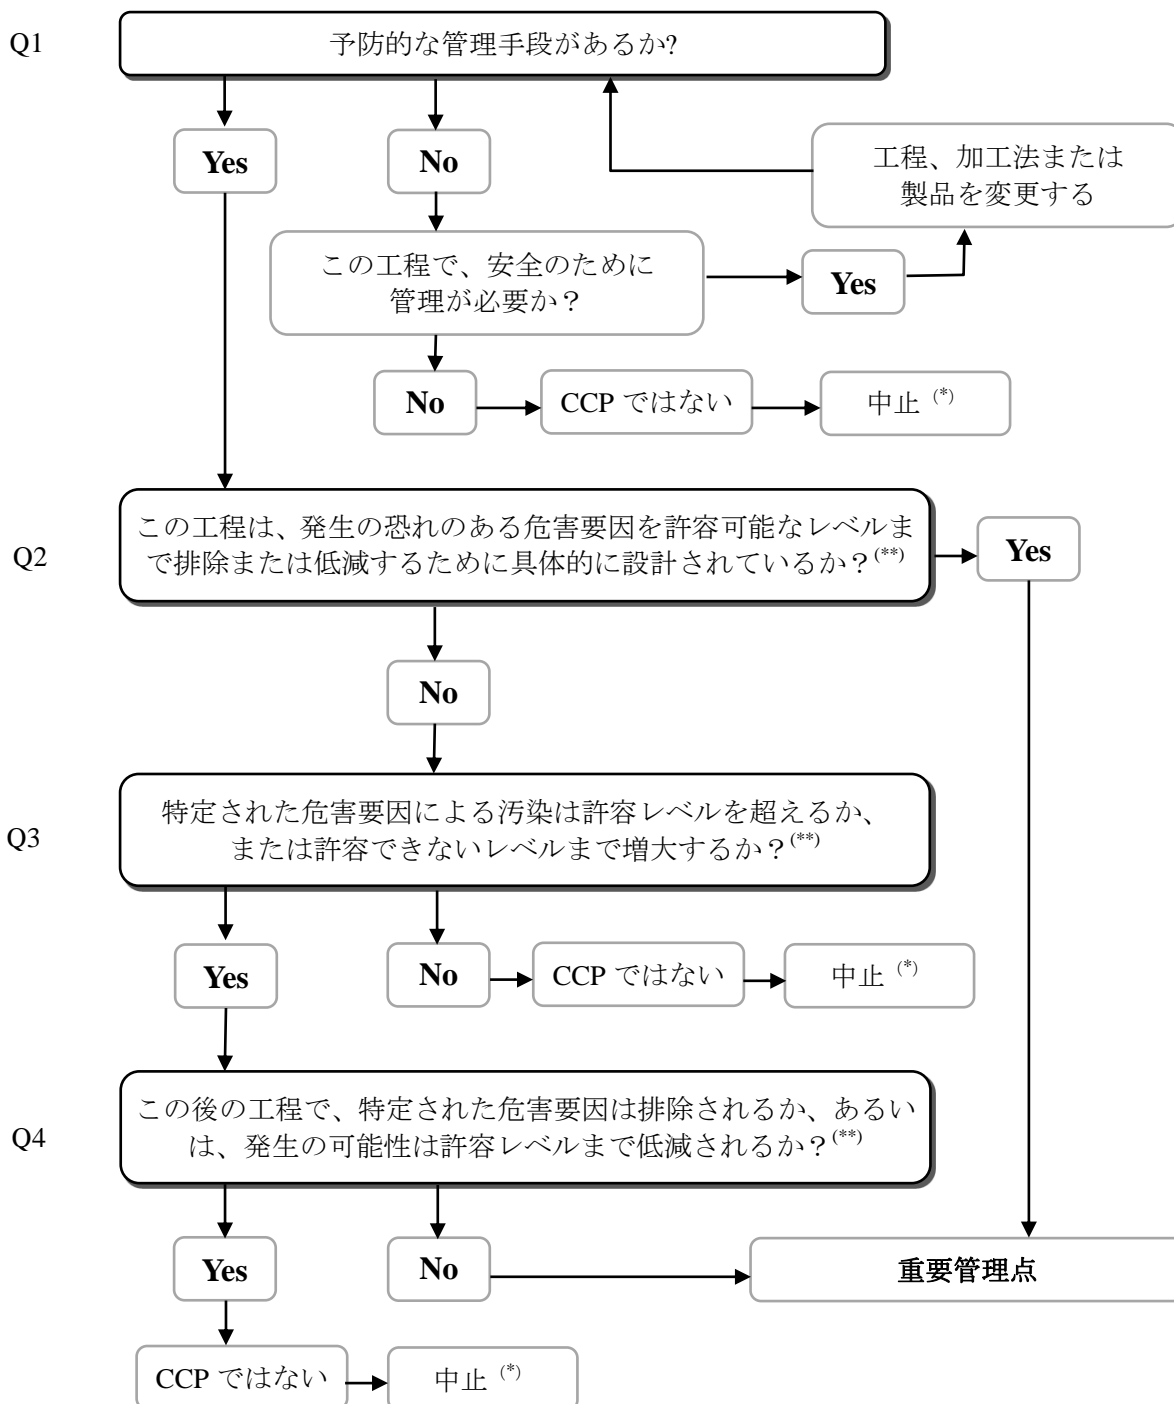 Q1
予防的な管理手段があるか?
Yes
No
工程、加工法または
製品を変更する
この工程で、安全のために
管理が必要か？
Yes
No
CCP ではない
中止 (*)
Q2
この工程は、発生の恐れのある危害要因を許容可能なレベルま
で排除または低減するために具体的に設計されているか？(**)
Yes
No
Q3
特定された危害要因による汚染は許容レベルを超えるか、
または許容できないレベルまで増大するか？(**)
Yes
No
CCP ではない
中止 (*)
Q4
この後の工程で、特定された危害要因は排除されるか、あるい
は、発生の可能性は許容レベルまで低減されるか？(**)
Yes
No
重要管理点
CCP ではない
中止 (*)